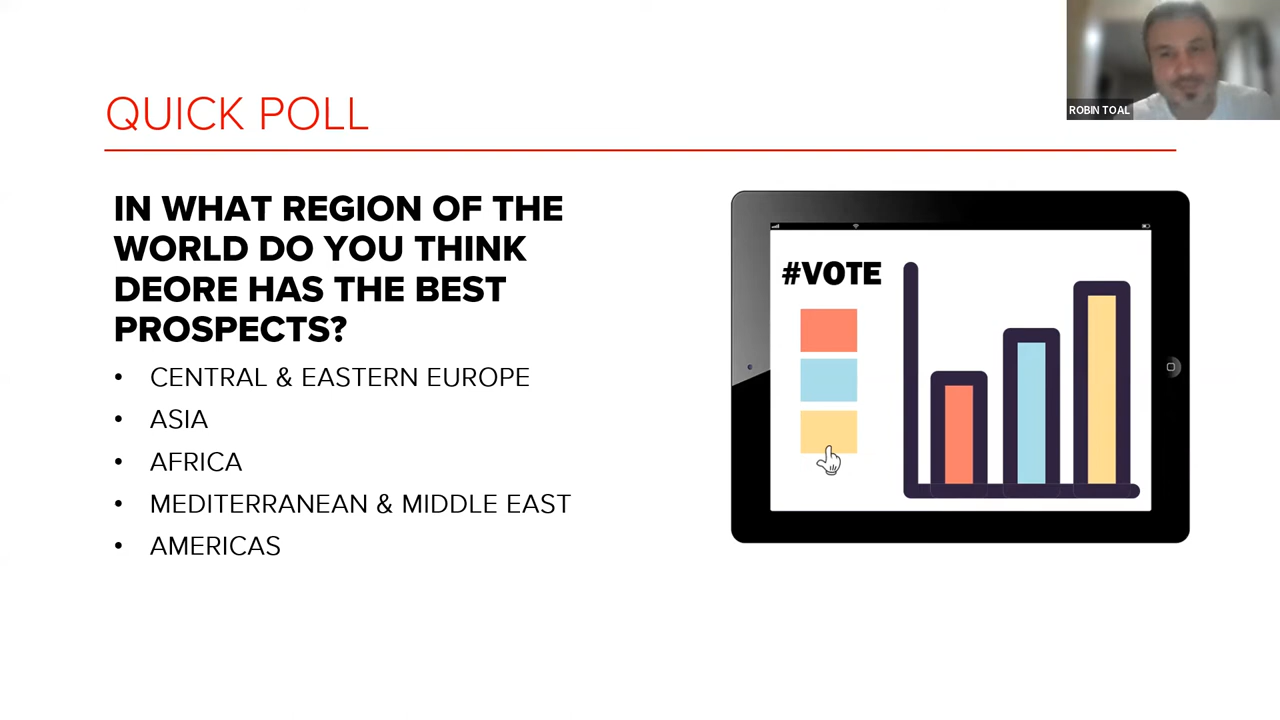 QUICK POLL
ROBIN TOAL
IN WHAT REGION OF THE
WORLD DO YOU THINK
DEORE HAS THE BEST
PROSPECTS?
• CENTRAL & EASTERN EUROPE
• ASIA
• AFRICA
• MEDITERRANEAN & MIDDLE EAST
• AMERICAS
#VOTE